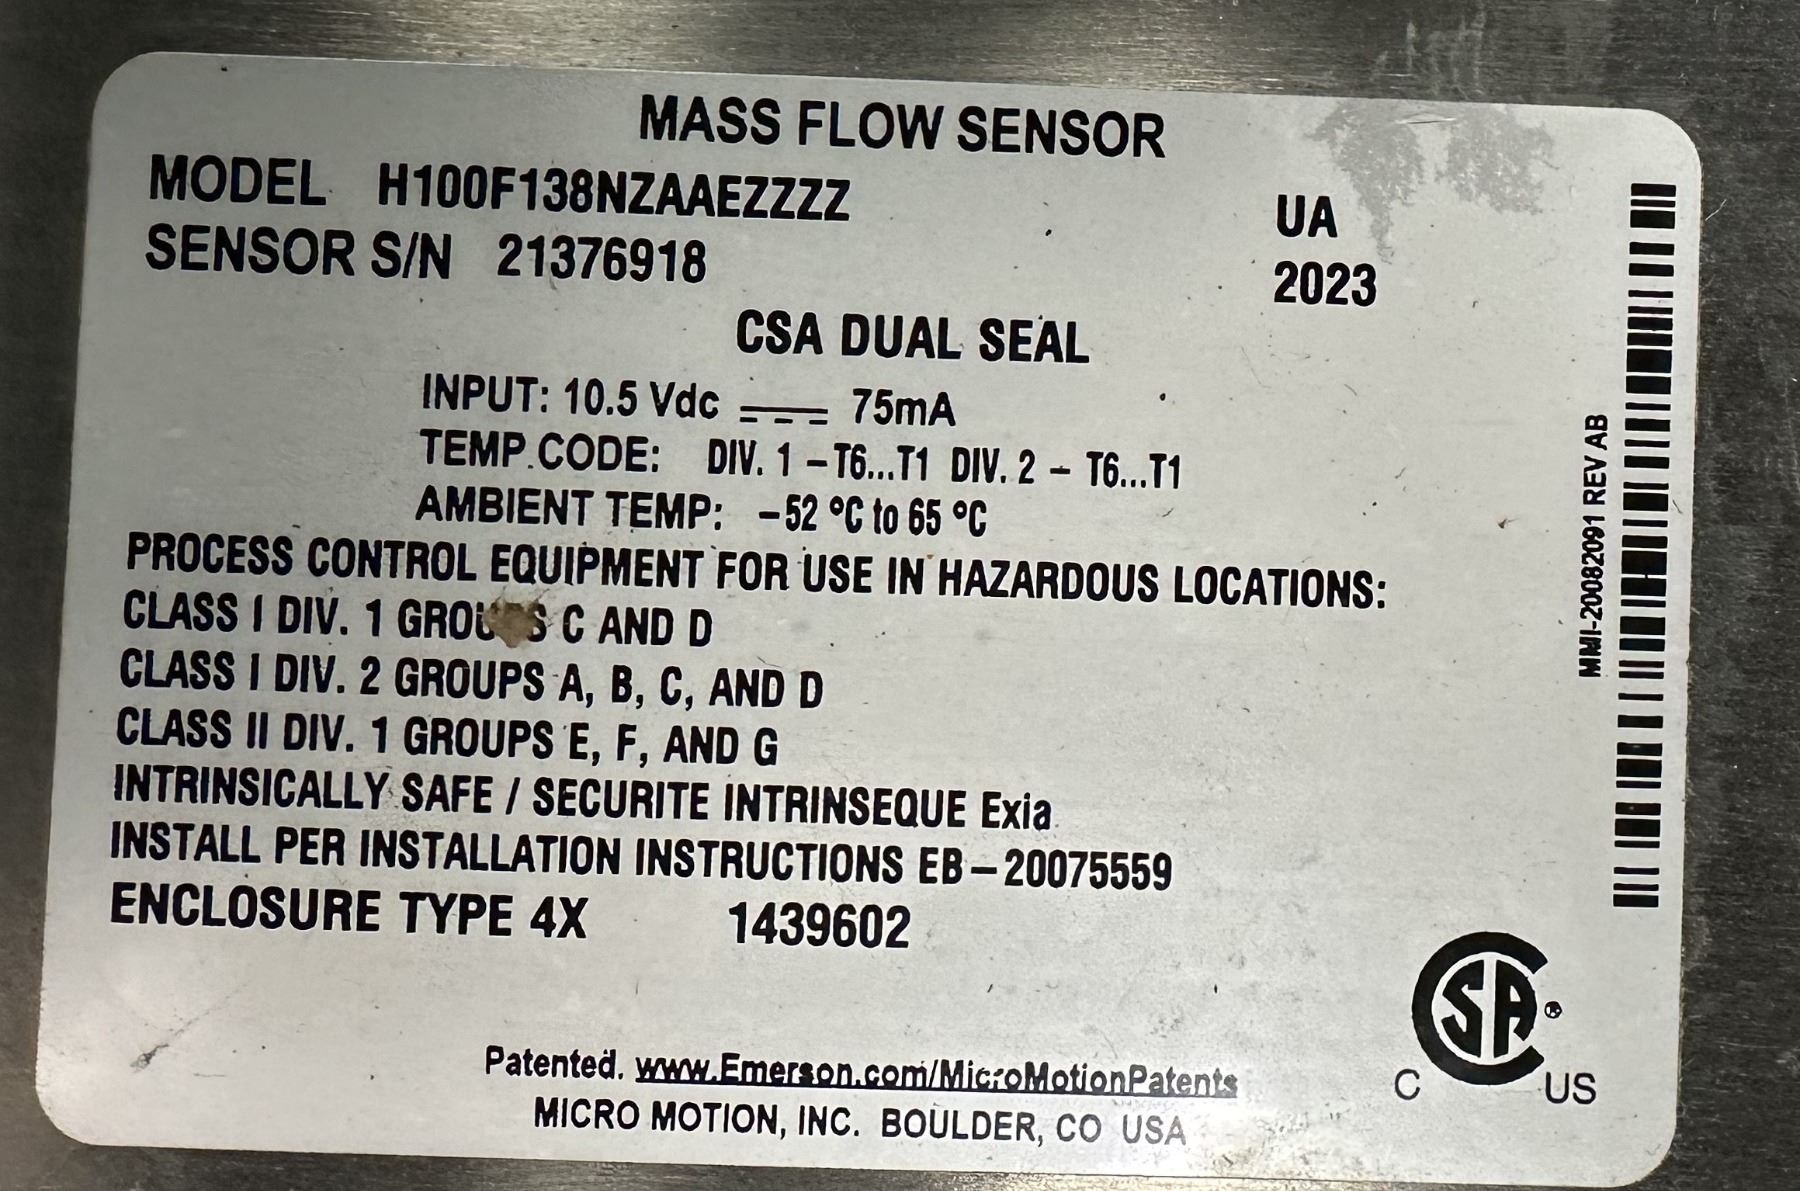 MASS FLOW SENSOR
MODEL H100F138NZAAEZZZZ
UA
SENSOR S/N 21376918
2023
CSA DUAL SEAL
INPUT: 10.5 Vdc ⎓ 75mA
TEMP.CODE: DIV. 1 – T6...T1 DIV. 2 – T6...T1
AMBIENT TEMP: –52 °C to 65 °C
PROCESS CONTROL EQUIPMENT FOR USE IN HAZARDOUS LOCATIONS:
CLASS I DIV. 1 GROUPS C AND D
CLASS I DIV. 2 GROUPS A, B, C, AND D
CLASS II DIV. 1 GROUPS E, F, AND G
INTRINSICALLY SAFE / SECURITE INTRINSEQUE Exia
INSTALL PER INSTALLATION INSTRUCTIONS EB–20075559
ENCLOSURE TYPE 4X 1439602
MMI-20082091 REV AB
SA®
C US
Patented. www.Emerson.com/MicroMotionPatents
MICRO MOTION, INC. BOULDER, CO USA